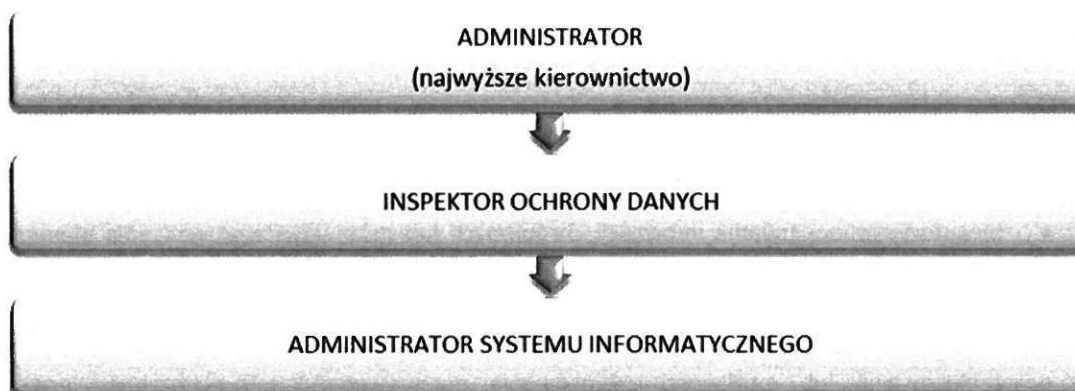 ADMINISTRATOR
(najwyższe kierownictwo)
INSPEKTOR OCHRONY DANYCH
ADMINISTRATOR SYSTEMU INFORMATYCZNEGO